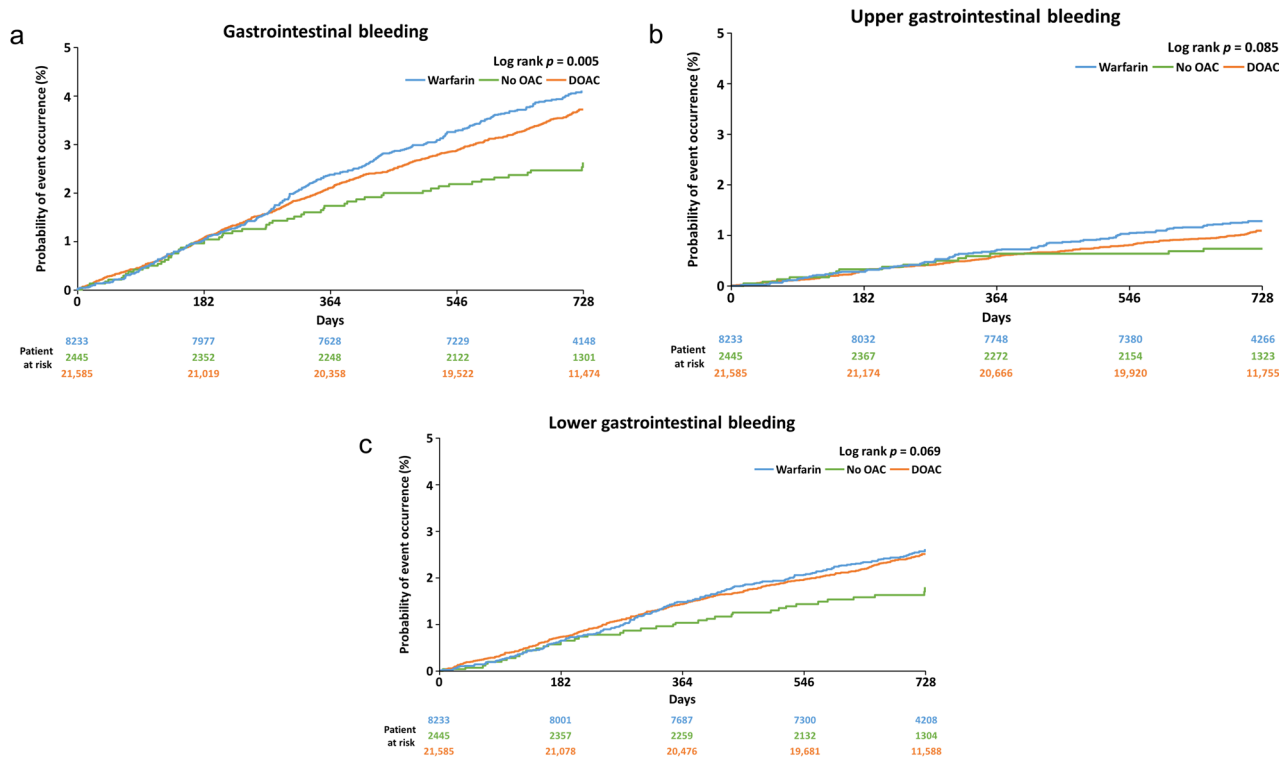 a
Gastrointestinal bleeding
Log rank p = 0.005
Warfarin No OAC DOAC
Probability of event occurrence (%)
5
4
3
2
1
0
0 182 364 546 728
Days
Patient at risk
8233 7977 7628 7229 4148
2445 2352 2248 2122 1301
21,585 21,019 20,358 19,522 11,474
b
Upper gastrointestinal bleeding
Log rank p = 0.085
Warfarin No OAC DOAC
Probability of event occurrence (%)
5
4
3
2
1
0
0 182 364 546 728
Days
Patient at risk
8233 8032 7748 7380 4266
2445 2367 2272 2154 1323
21,585 21,174 20,666 19,920 11,755
c
Lower gastrointestinal bleeding
Log rank p = 0.069
Warfarin No OAC DOAC
Probability of event occurrence (%)
5
4
3
2
1
0
0 182 364 546 728
Days
Patient at risk
8233 8001 7687 7300 4208
2445 2357 2259 2132 1304
21,585 21,078 20,476 19,681 11,588